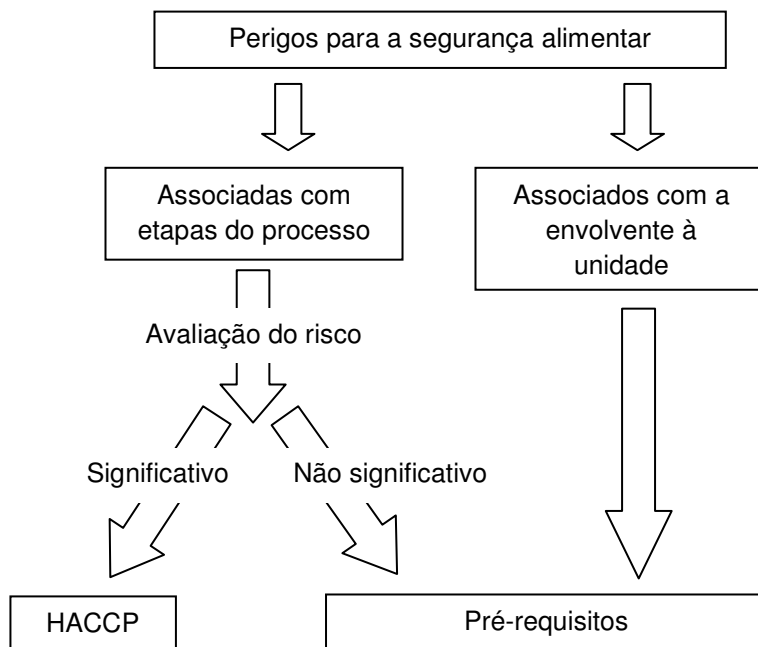 Perigos para a segurança alimentar
Associadas com
etapas do processo
Associados com a
envolvente à
unidade
Avaliação do risco
Significativo
Não significativo
HACCP
Pré-requisitos